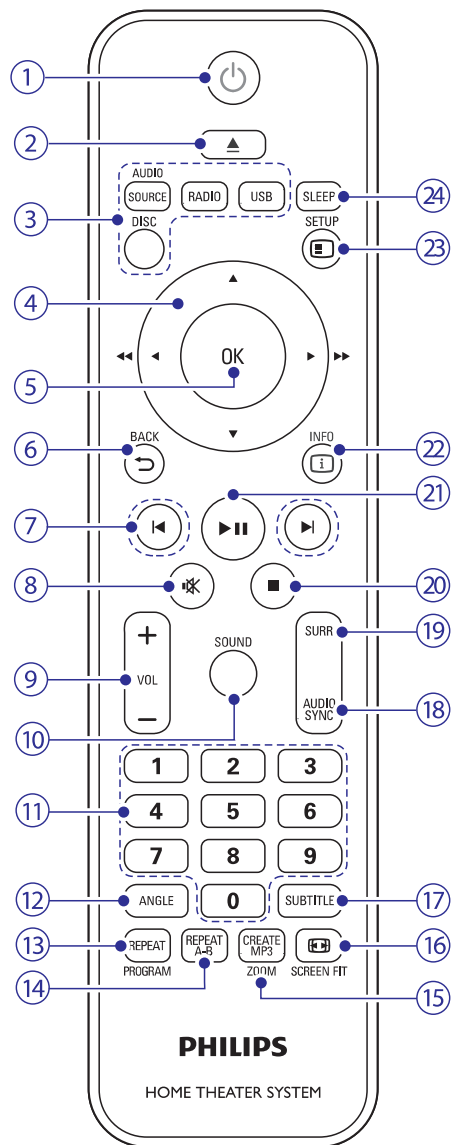 1
2
AUDIO
SOURCE RADIO USB SLEEP 24
3 DISC SETUP
23
4
OK
5
6 BACK INFO 22
i
21
7
8 20
SURR 19
+ SOUND
9 VOL
AUDIO
SYNC 18
–
10
1 2 3
11 4 5 6
7 8 9
12 ANGLE 0 SUBTITLE 17
13 REPEAT REPEAT
A-B CREATE
MP3 16
PROGRAM 14 ZOOM SCREEN FIT
15
PHILIPS
HOME THEATER SYSTEM